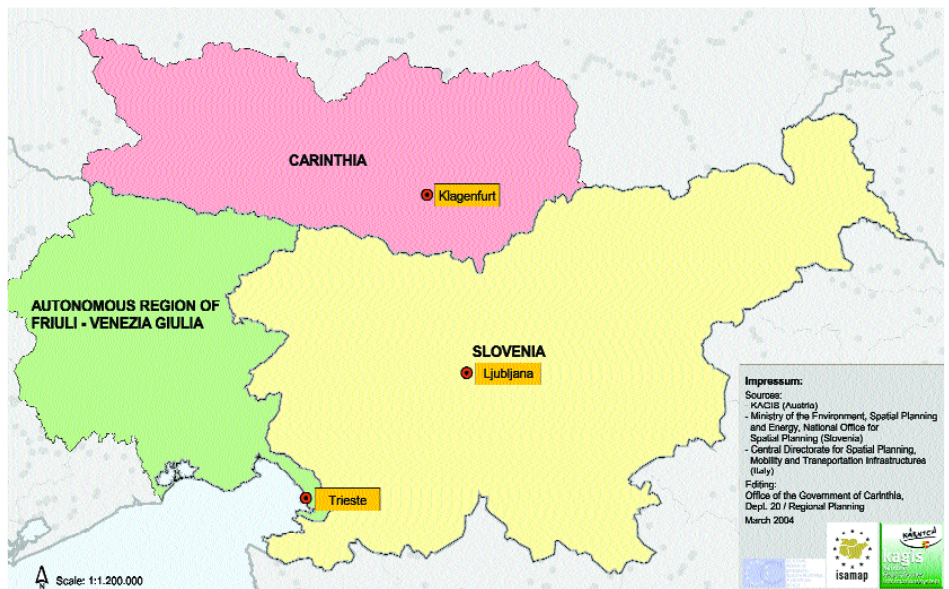 CARINTHIA
Klagenfurt
AUTONOMOUS REGION OF
FRIULI - VENEZIA GIULIA
SLOVENIA
Ljubljana
Trieste
Impressum:
Sources:
- KAGIS (Austria)
- Ministry of the Environment, Spatial Planning
and Energy, National Office for
Spatial Planning (Slovenia)
- Central Directorate for Spatial Planning,
Mobility and Transportation Infrastructures
(Italy)
Editing:
Office of the Government of Carinthia,
Dept. 20 / Regional Planning
March 2004
N
Scale: 1:1.200.000
isamap
KÄRNTEN
kagis